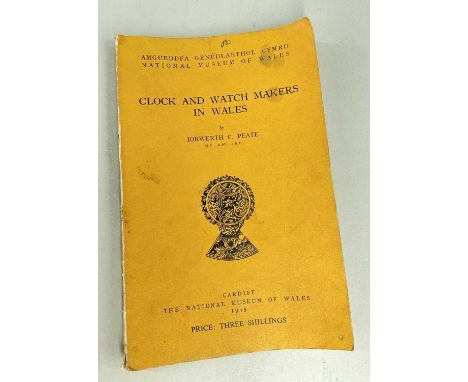 AMGUEDDFA GENEDLAETHOL CYMRU
NATIONAL MUSEUM OF WALES
CLOCK AND WATCH MAKERS
IN WALES
by
IORWERTH C. PEATE
CARDIFF
THE NATIONAL MUSEUM OF WALES
PRICE: THREE SHILLINGS